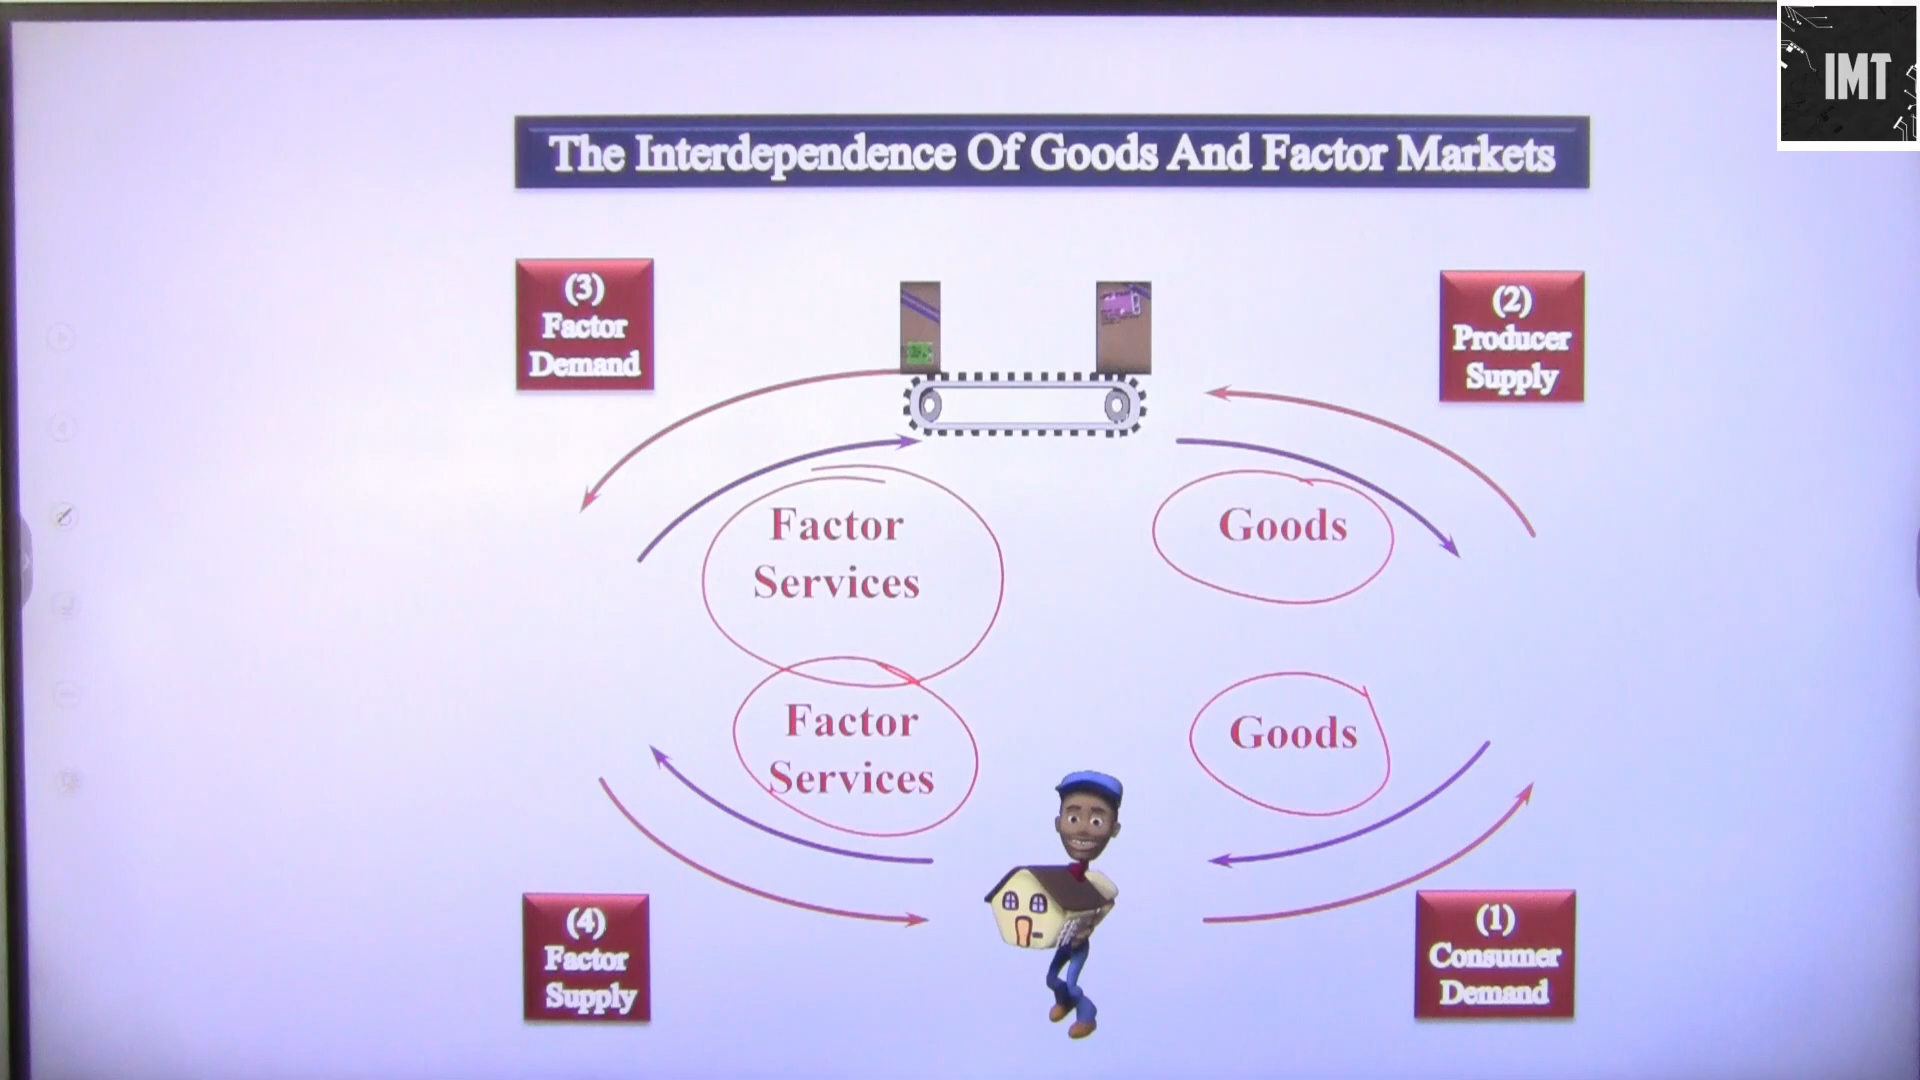 IMT
The Interdependence Of Goods And Factor Markets
(3)
Factor
Demand
(2)
Producer
Supply
Factor
Services
Goods
Factor
Services
Goods
(4)
Factor
Supply
(1)
Consumer
Demand